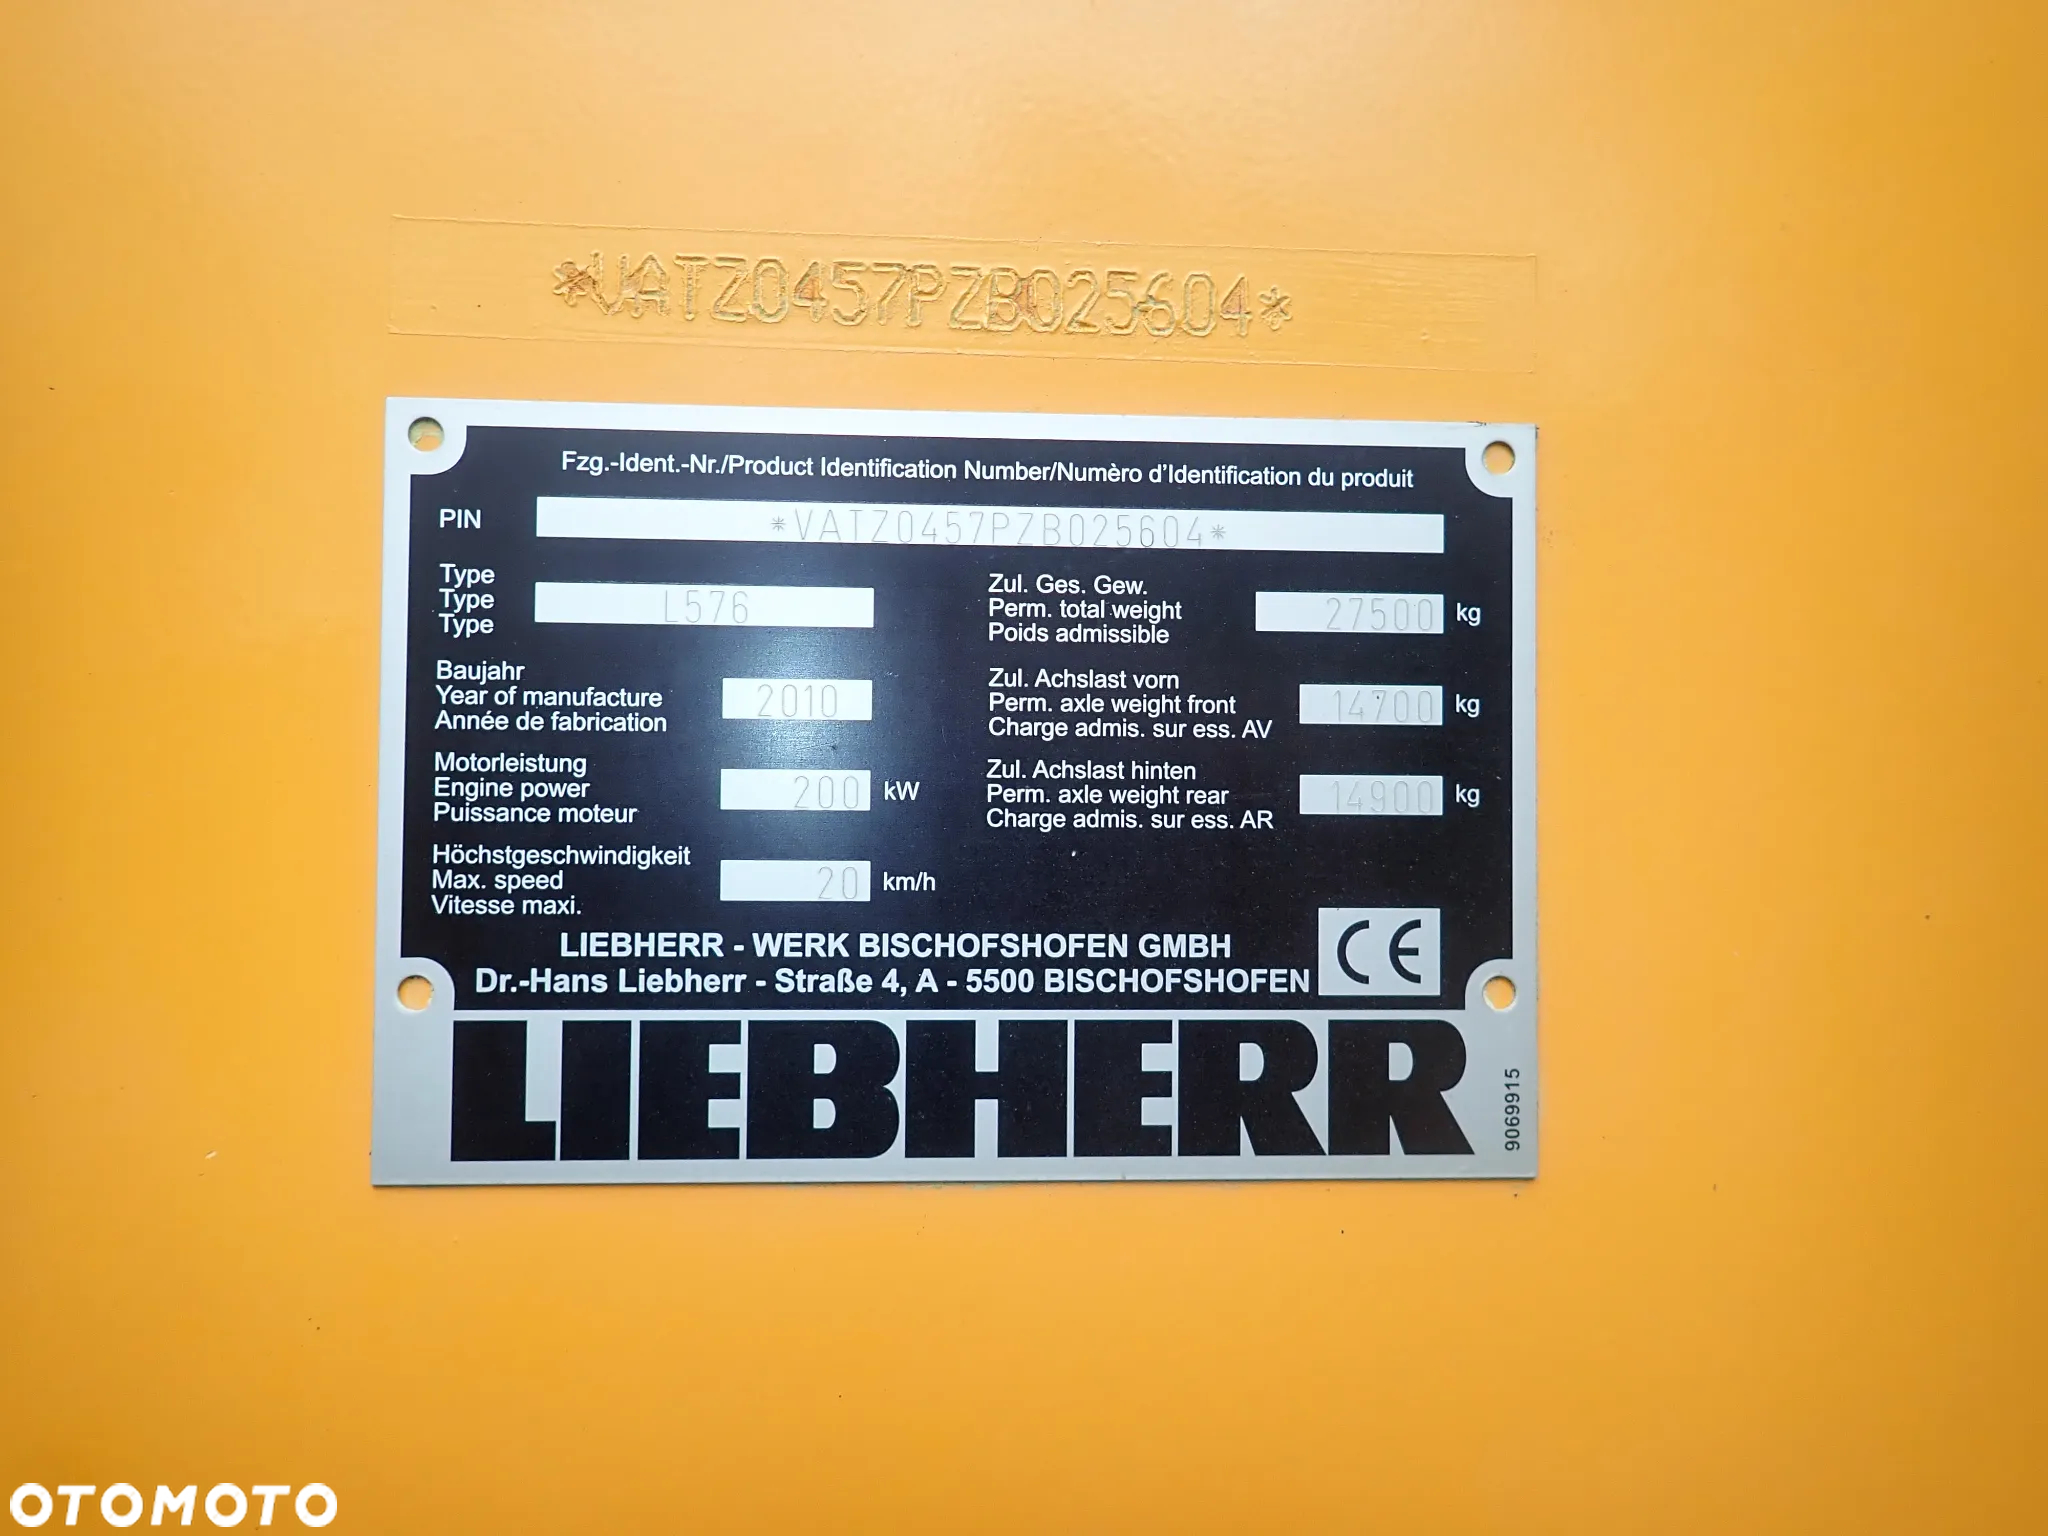 *VATZ0457PZB025604*
Fzg.-Ident.-Nr./Product Identification Number/Numèro d'Identification du produit
PIN *VATZ0457PZB025604*
Type
Type L576
Type
Zul. Ges. Gew.
Perm. total weight 27500 kg
Poids admissible
Baujahr
Year of manufacture 2010
Année de fabrication
Zul. Achslast vorn
Perm. axle weight front 14700 kg
Charge admis. sur ess. AV
Motorleistung
Engine power 200 kW
Puissance moteur
Zul. Achslast hinten
Perm. axle weight rear 14900 kg
Charge admis. sur ess. AR
Höchstgeschwindigkeit
Max. speed 20 km/h
Vitesse maxi.
LIEBHERR - WERK BISCHOFSHOFEN GMBH
Dr.-Hans Liebherr - Straße 4, A - 5500 BISCHOFSHOFEN
CE
LIEBHERR
9069915
OTOMOTO